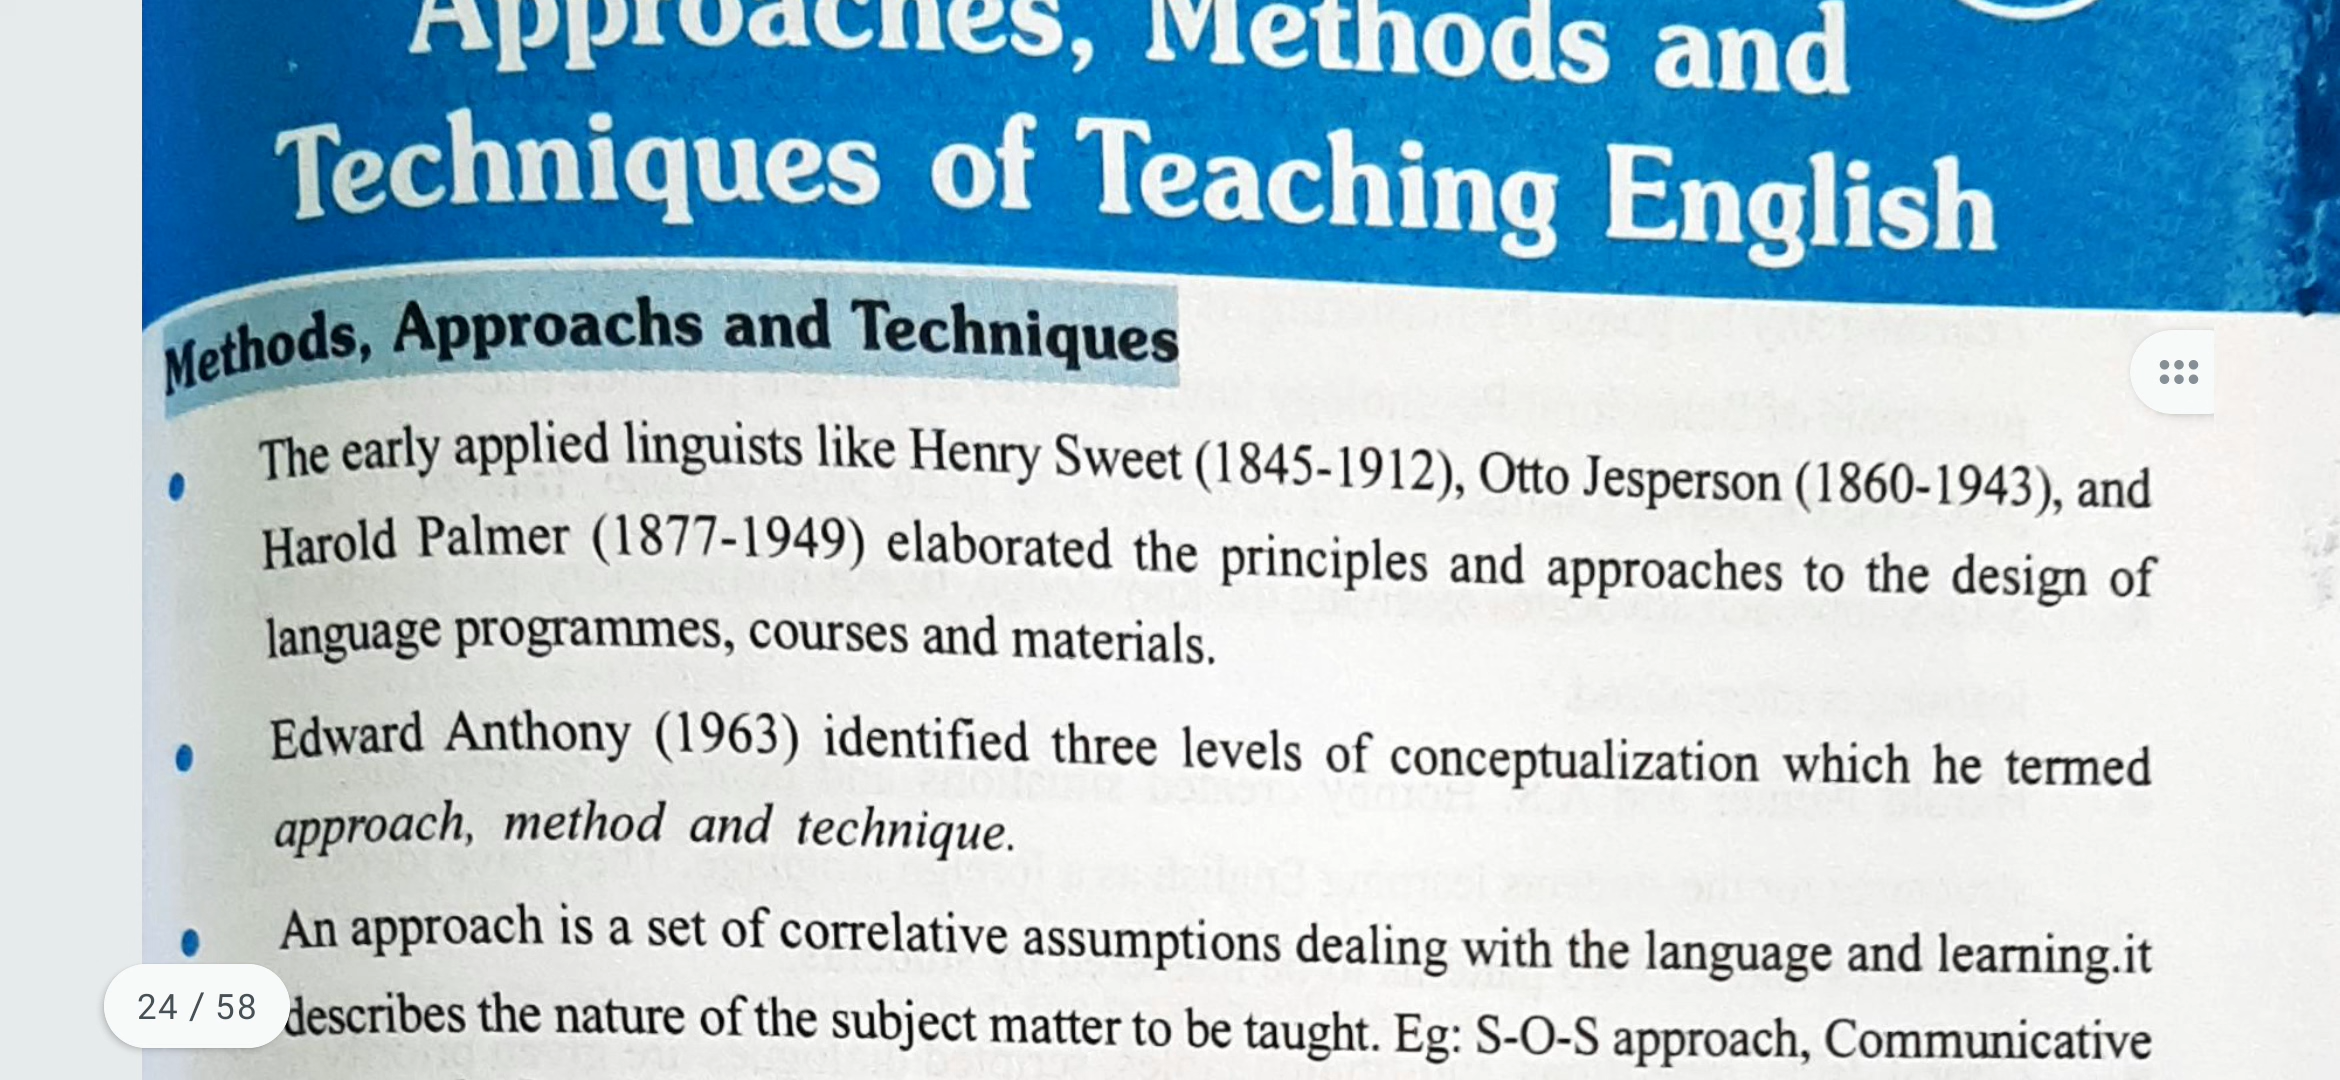 Approaches, Methods and
Techniques of Teaching English
Methods, Approachs and Techniques
• The early applied linguists like Henry Sweet (1845-1912), Otto Jesperson (1860-1943), and
Harold Palmer (1877-1949) elaborated the principles and approaches to the design of
language programmes, courses and materials.
• Edward Anthony (1963) identified three levels of conceptualization which he termed
approach, method and technique.
• An approach is a set of correlative assumptions dealing with the language and learning.it
describes the nature of the subject matter to be taught. Eg: S-O-S approach, Communicative
24 / 58